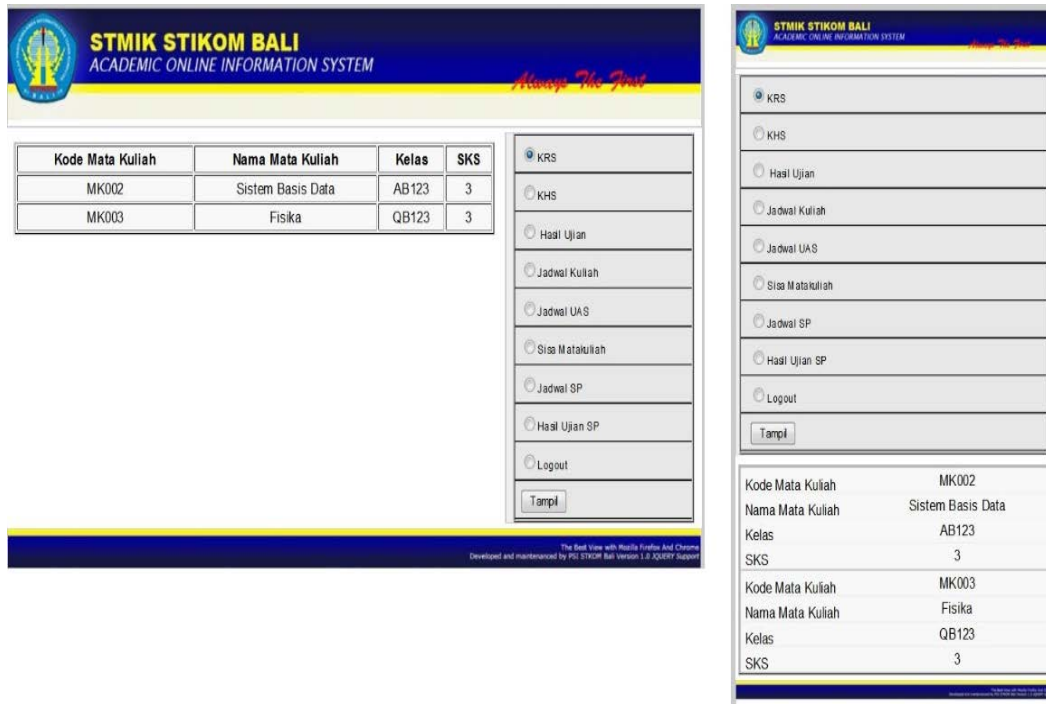 STMIK STIKOM BALI
ACADEMIC ONLINE INFORMATION SYSTEM
Always The First
Kode Mata Kuliah Nama Mata Kuliah Kelas SKS
MK002 Sistem Basis Data AB123 3
MK003 Fisika QB123 3
KRS
KHS
Hasil Ujian
Jadwal Kuliah
Jadwal UAS
Sisa Matakuliah
Jadwal SP
Hasil Ujian SP
Logout
Tampil
The Best View with Mozilla Firefox And Chrome
Developed and maintenanced by PSI STIKOM Bali Version 1.0 JQUERY Support
STMIK STIKOM BALI
ACADEMIC ONLINE INFORMATION SYSTEM
Always The First
KRS
KHS
Hasil Ujian
Jadwal Kuliah
Jadwal UAS
Sisa Matakuliah
Jadwal SP
Hasil Ujian SP
Logout
Tampil
Kode Mata Kuliah MK002
Nama Mata Kuliah Sistem Basis Data
Kelas AB123
SKS 3
Kode Mata Kuliah MK003
Nama Mata Kuliah Fisika
Kelas QB123
SKS 3